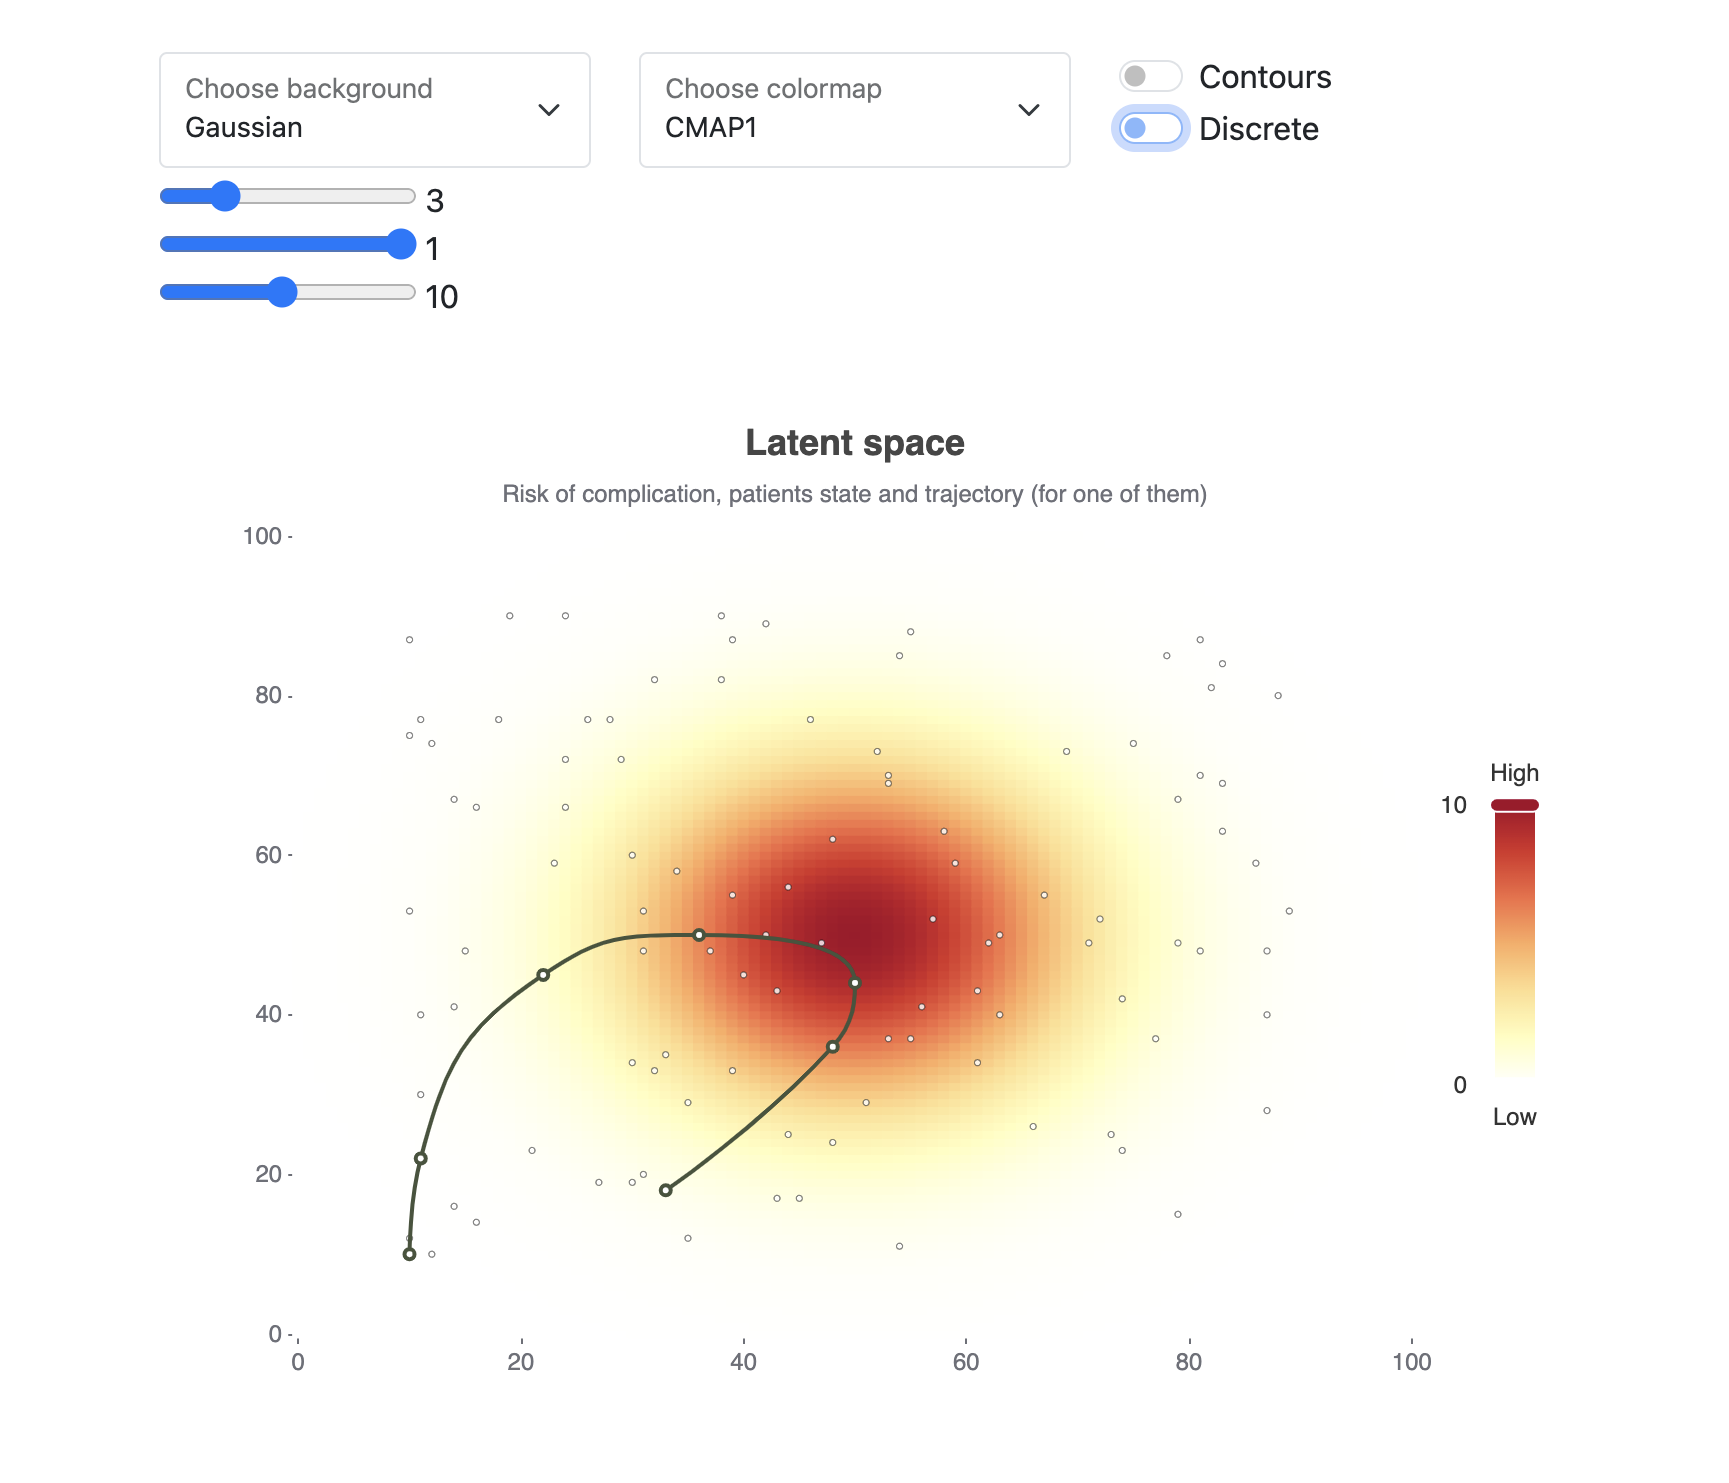 Choose background
Gaussian
Choose colormap
CMAP1
Contours
Discrete
3
1
10
Latent space
Risk of complication, patients state and trajectory (for one of them)
100
80
60
40
20
0
0 20 40 60 80 100
High
10
0
Low